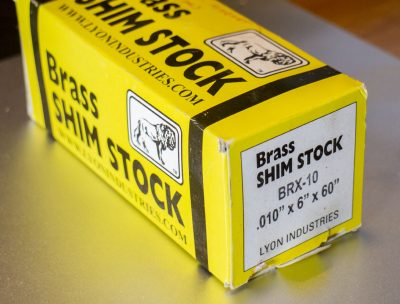 Brass
SHIM STOCK
WWW.LYONINDUSTRIES.COM
Brass
SHIM STOCK
WWW.LYONINDUSTRIES.COM
Brass
SHIM STOCK
BRX-10
.010" x 6" x 60"
LYON INDUSTRIES